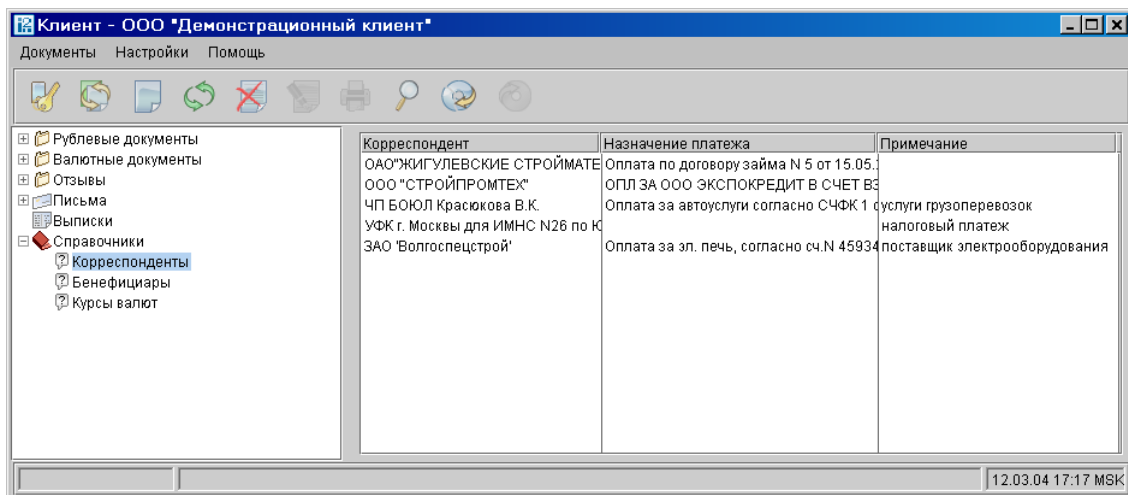 Клиент - ООО "Демонстрационный клиент"
Документы Настройки Помощь
Рублевые документы
Валютные документы
Отзывы
Письма
Выписки
Справочники
Корреспонденты
Бенефициары
Курсы валют
Корреспондент Назначение платежа Примечание
ОАО"ЖИГУЛЕВСКИЕ СТРОЙМАТЕ Оплата по договору займа N 5 от 15.05.
ООО "СТРОЙПРОМТЕХ" ОПЛ ЗА ООО ЭКСПОКРЕДИТ В СЧЕТ ВЗ
ЧП БОЮЛ Красюкова В.К. Оплата за автоуслуги согласно СЧФК 1 с услуги грузоперевозок
УФК г. Москвы для ИМНС N26 по Ю налоговый платеж
ЗАО 'Волгоспецстрой' Оплата за эл. печь, согласно сч.N 45934 поставщик электрооборудования
12.03.04 17:17 MSK